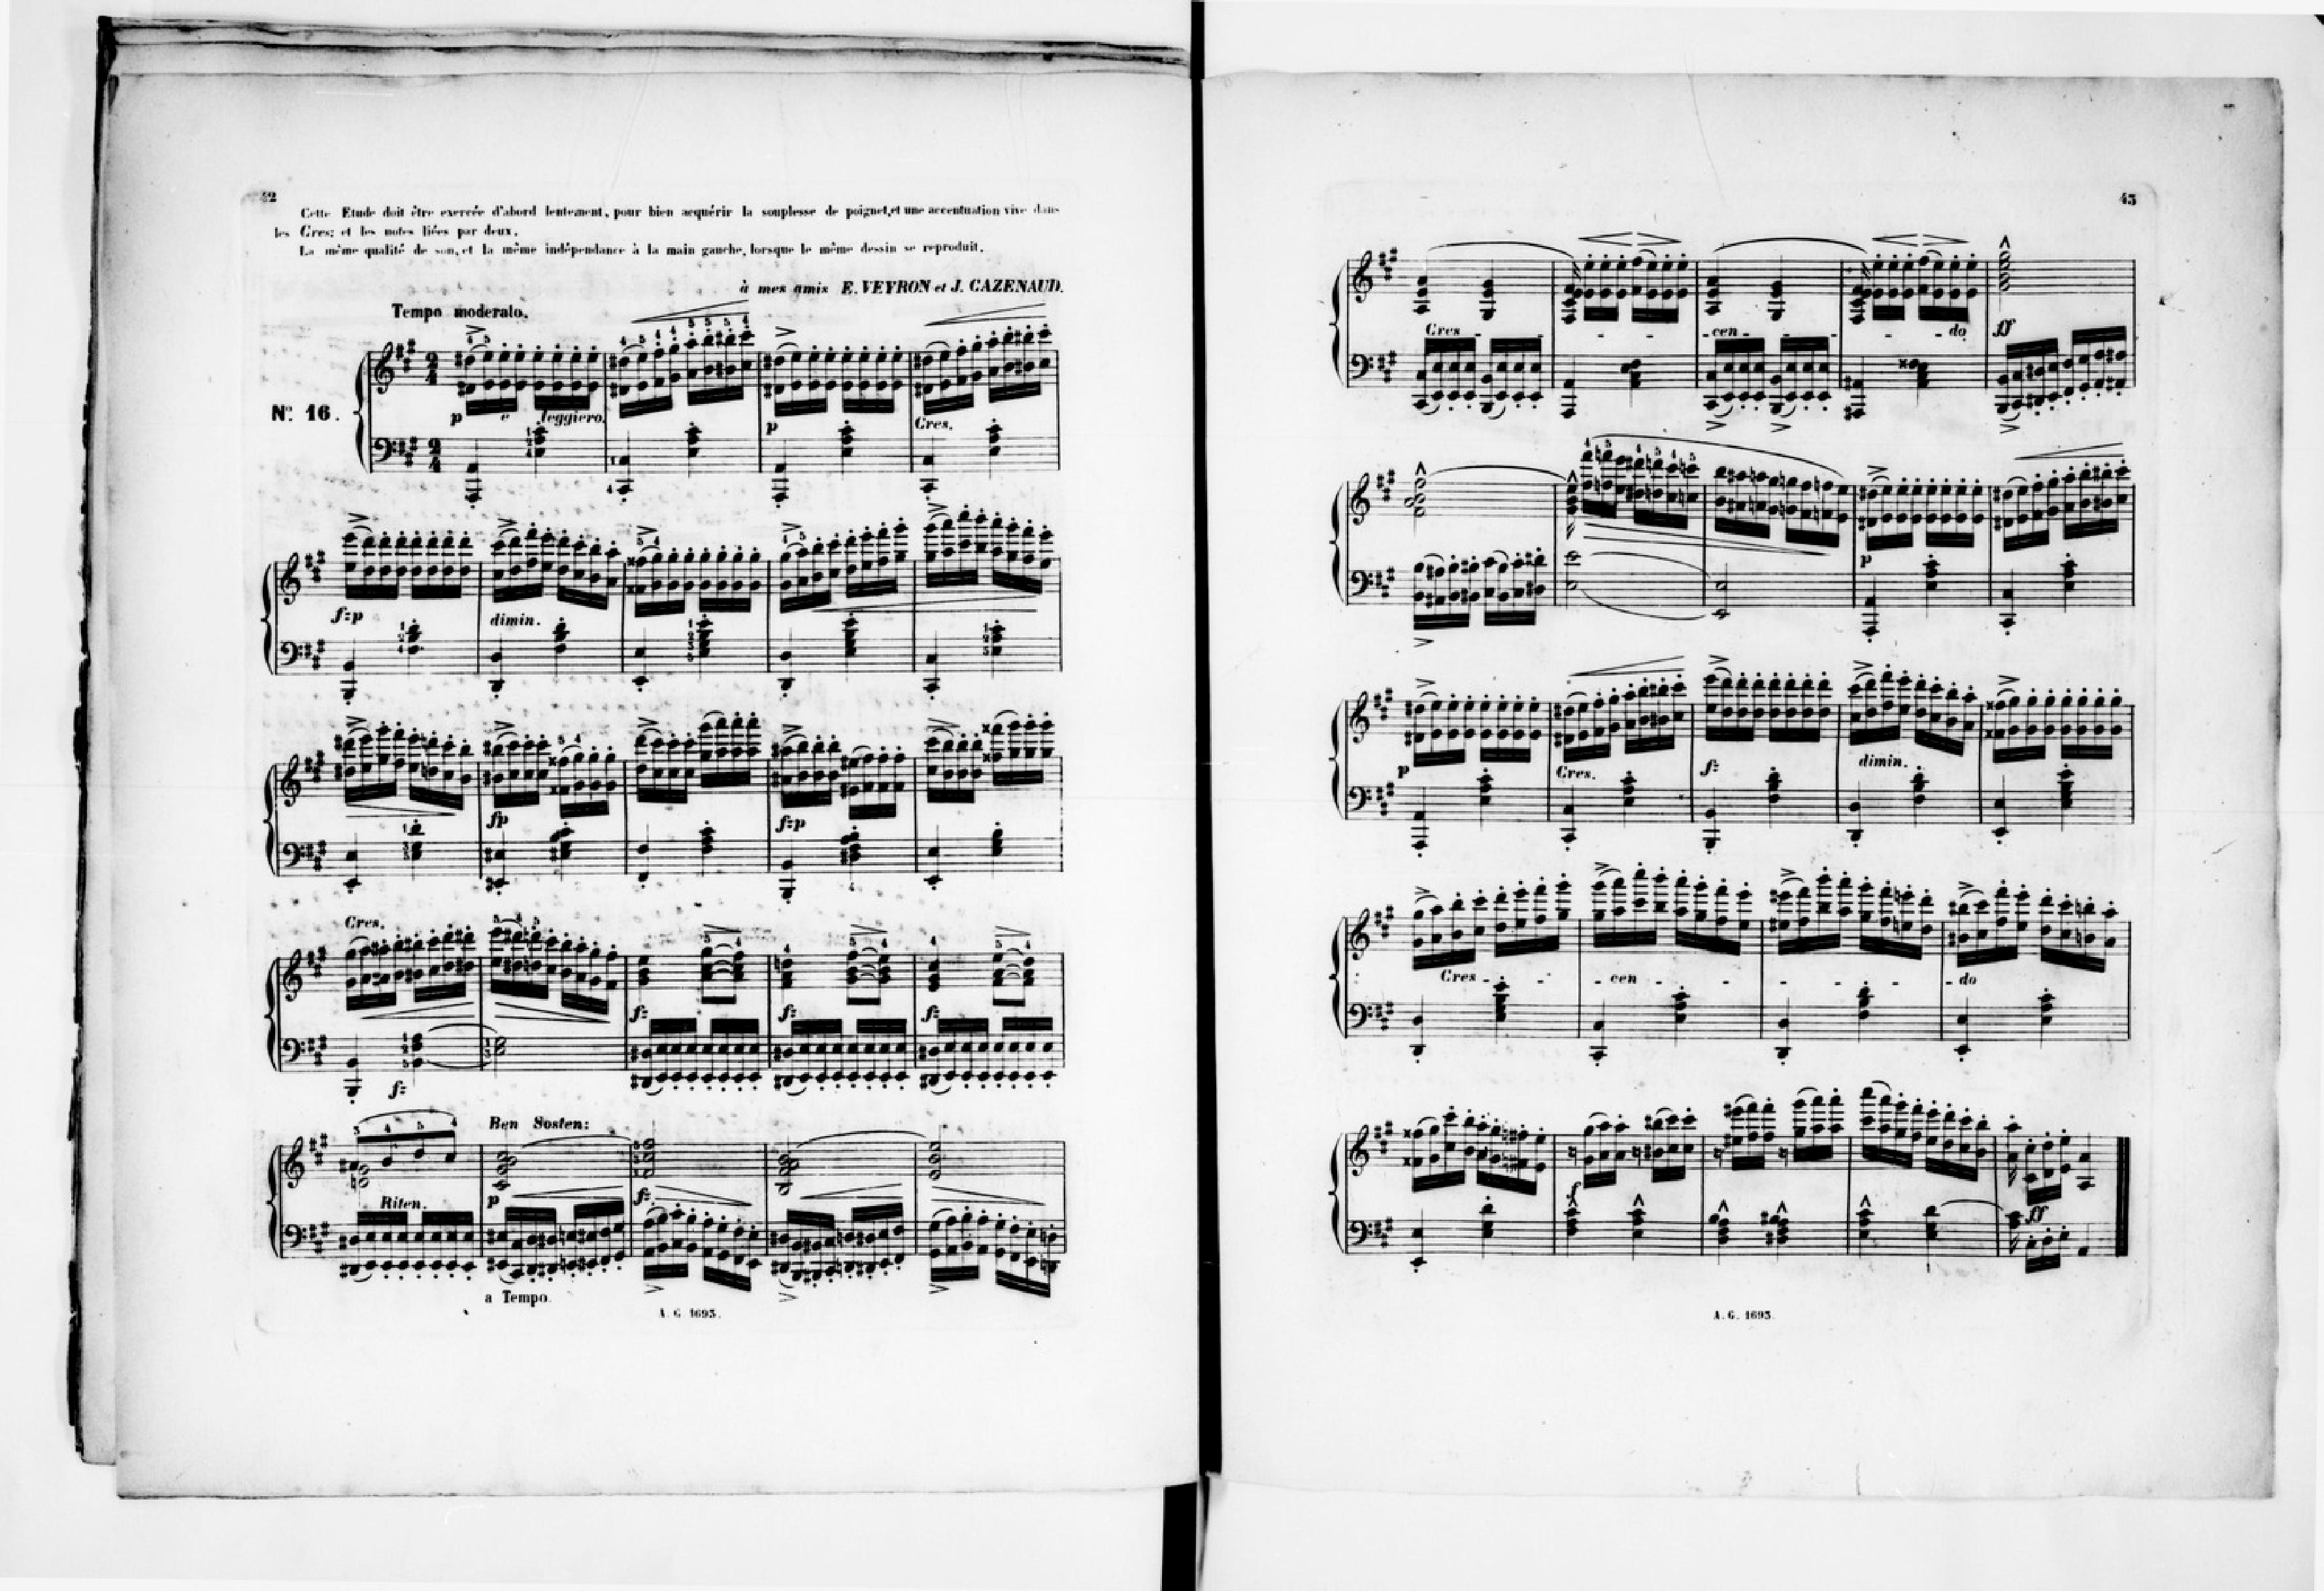 42
Cette Etude doit être exercée d'abord lentement, pour bien acquérir la souplesse de poignet, et une accentuation vive dans
les Cres: et les notes liées par deux.
La même qualité de son, et la même indépendance à la main gauche, lorsque le même dessin se reproduit.
à mes amis E. VEYRON et J. CAZENAUD.
Tempo moderato.
N.º 16.
p e leggiero.
p
Cres.
f:p
dimin.
fp
f:p
Cres.
f:
f:
f:
f:
Ben Sosten:
Riten.
p
f:
a Tempo.
A. G. 1693.
43
Cres - - - cen - - - do
ff
p
p
Cres.
f:
dimin.
Cres - - - cen - - - - do
f
ff
A. G. 1693.